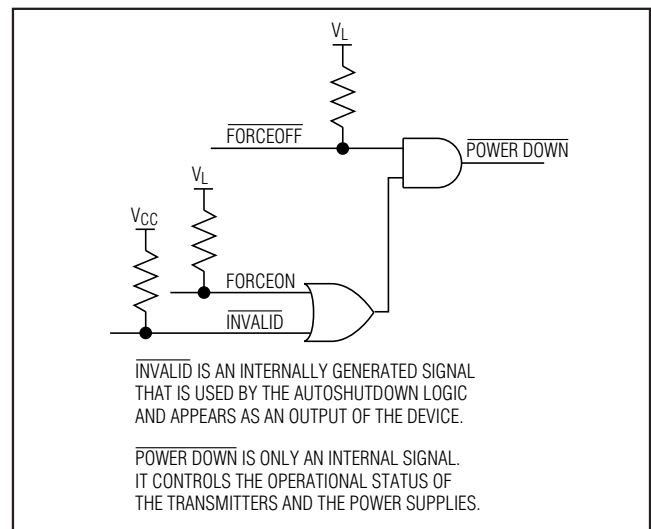 VL
FORCEOFF
POWER DOWN
VL
VCC
FORCEON
INVALID
INVALID IS AN INTERNALLY GENERATED SIGNAL
THAT IS USED BY THE AUTOSHUTDOWN LOGIC
AND APPEARS AS AN OUTPUT OF THE DEVICE.
POWER DOWN IS ONLY AN INTERNAL SIGNAL.
IT CONTROLS THE OPERATIONAL STATUS OF
THE TRANSMITTERS AND THE POWER SUPPLIES.